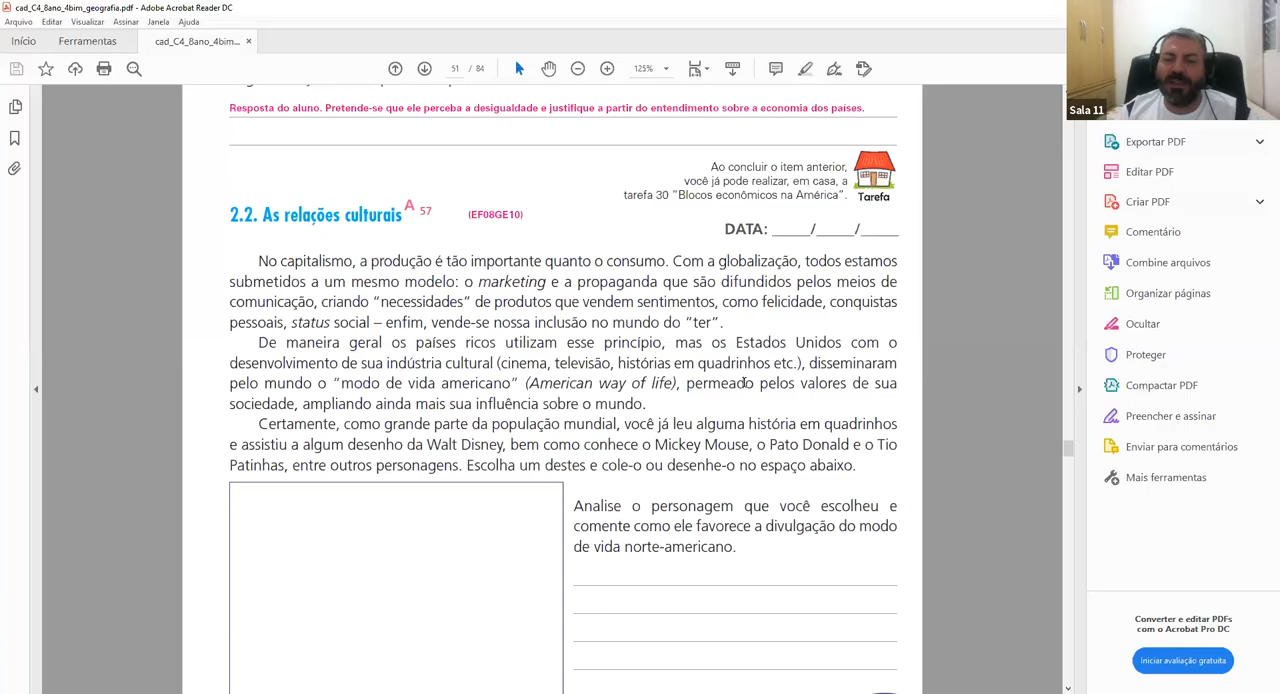 cad_C4_8ano_4bim_geografia.pdf - Adobe Acrobat Reader DC
Arquivo Editar Visualizar Assinar Janela Ajuda
Início Ferramentas cad_C4_8ano_4bim... ×
51 / 84 125%
Sala 11
Resposta do aluno. Pretende-se que ele perceba a desigualdade e justifique a partir do entendimento sobre a economia dos países.
Ao concluir o item anterior,
você já pode realizar, em casa, a
tarefa 30 "Blocos econômicos na América".
Tarefa
2.2. As relações culturais A 57 (EF08GE10)
DATA: _____/_____/_____
No capitalismo, a produção é tão importante quanto o consumo. Com a globalização, todos estamos
submetidos a um mesmo modelo: o marketing e a propaganda que são difundidos pelos meios de
comunicação, criando "necessidades" de produtos que vendem sentimentos, como felicidade, conquistas
pessoais, status social – enfim, vende-se nossa inclusão no mundo do "ter".
De maneira geral os países ricos utilizam esse princípio, mas os Estados Unidos com o
desenvolvimento de sua indústria cultural (cinema, televisão, histórias em quadrinhos etc.), disseminaram
pelo mundo o "modo de vida americano" (American way of life), permeado pelos valores de sua
sociedade, ampliando ainda mais sua influência sobre o mundo.
Certamente, como grande parte da população mundial, você já leu alguma história em quadrinhos
e assistiu a algum desenho da Walt Disney, bem como conhece o Mickey Mouse, o Pato Donald e o Tio
Patinhas, entre outros personagens. Escolha um destes e cole-o ou desenhe-o no espaço abaixo.
Analise o personagem que você escolheu e
comente como ele favorece a divulgação do modo
de vida norte-americano.
Exportar PDF
Editar PDF
Criar PDF
Comentário
Combine arquivos
Organizar páginas
Ocultar
Proteger
Compactar PDF
Preencher e assinar
Enviar para comentários
Mais ferramentas
Converter e editar PDFs
com o Acrobat Pro DC
Iniciar avaliação gratuita